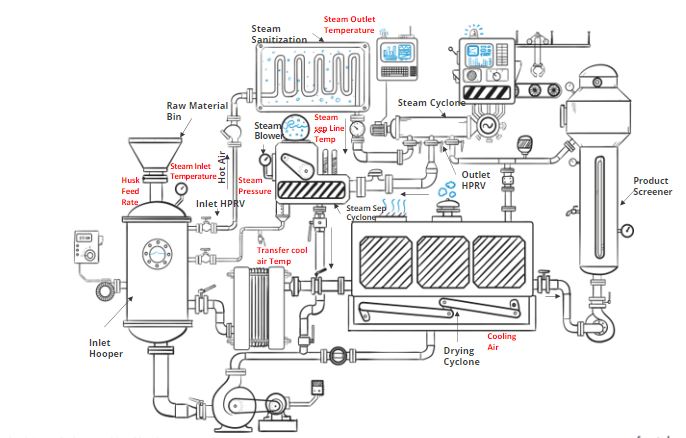 Steam
Sanitization
Steam Outlet
Temperature
Raw Material
Bin
Steam
Blower
Steam
sep Line
Temp
Steam Cyclone
Husk
Feed
Rate
Steam Inlet
Temperature
Hot Air
Steam
Pressure
Inlet HPRV
Steam Sep
Cyclone
Outlet
HPRV
Product
Screener
Transfer cool
air Temp
Inlet
Hooper
Drying
Cyclone
Cooling
Air